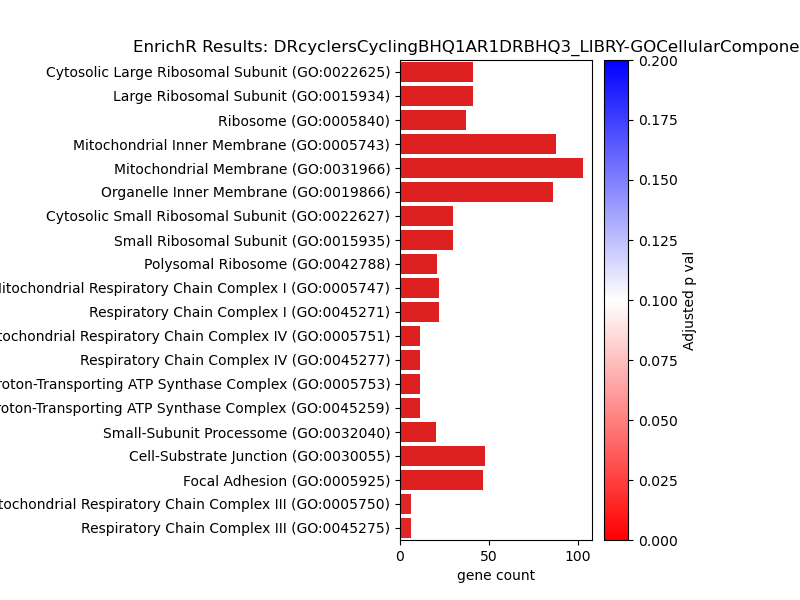 EnrichR Results: DRcyclersCyclingBHQ1AR1DRBHQ3_LIBRY-GOCellularCompone
Cytosolic Large Ribosomal Subunit (GO:0022625)
Large Ribosomal Subunit (GO:0015934)
Ribosome (GO:0005840)
Mitochondrial Inner Membrane (GO:0005743)
Mitochondrial Membrane (GO:0031966)
Organelle Inner Membrane (GO:0019866)
Cytosolic Small Ribosomal Subunit (GO:0022627)
Small Ribosomal Subunit (GO:0015935)
Polysomal Ribosome (GO:0042788)
itochondrial Respiratory Chain Complex I (GO:0005747)
Respiratory Chain Complex I (GO:0045271)
tochondrial Respiratory Chain Complex IV (GO:0005751)
Respiratory Chain Complex IV (GO:0045277)
roton-Transporting ATP Synthase Complex (GO:0005753)
roton-Transporting ATP Synthase Complex (GO:0045259)
Small-Subunit Processome (GO:0032040)
Cell-Substrate Junction (GO:0030055)
Focal Adhesion (GO:0005925)
tochondrial Respiratory Chain Complex III (GO:0005750)
Respiratory Chain Complex III (GO:0045275)
0 50 100
gene count
0.200
0.175
0.150
0.125
0.100
0.075
0.050
0.025
0.000
Adjusted p val